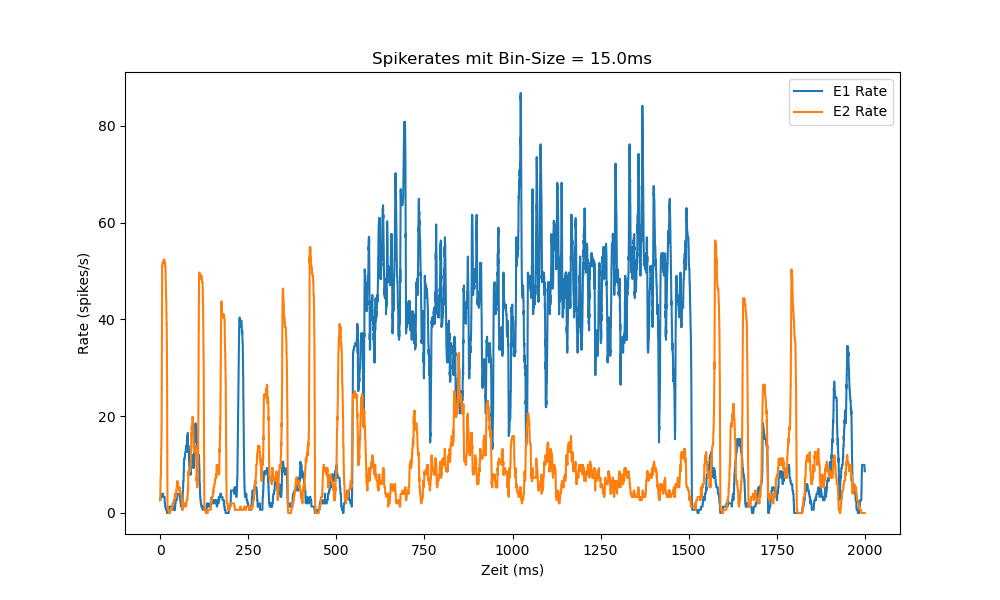 Spikerates mit Bin-Size = 15.0ms
E1 Rate
E2 Rate
80
60
40
20
0
Rate (spikes/s)
0 250 500 750 1000 1250 1500 1750 2000
Zeit (ms)